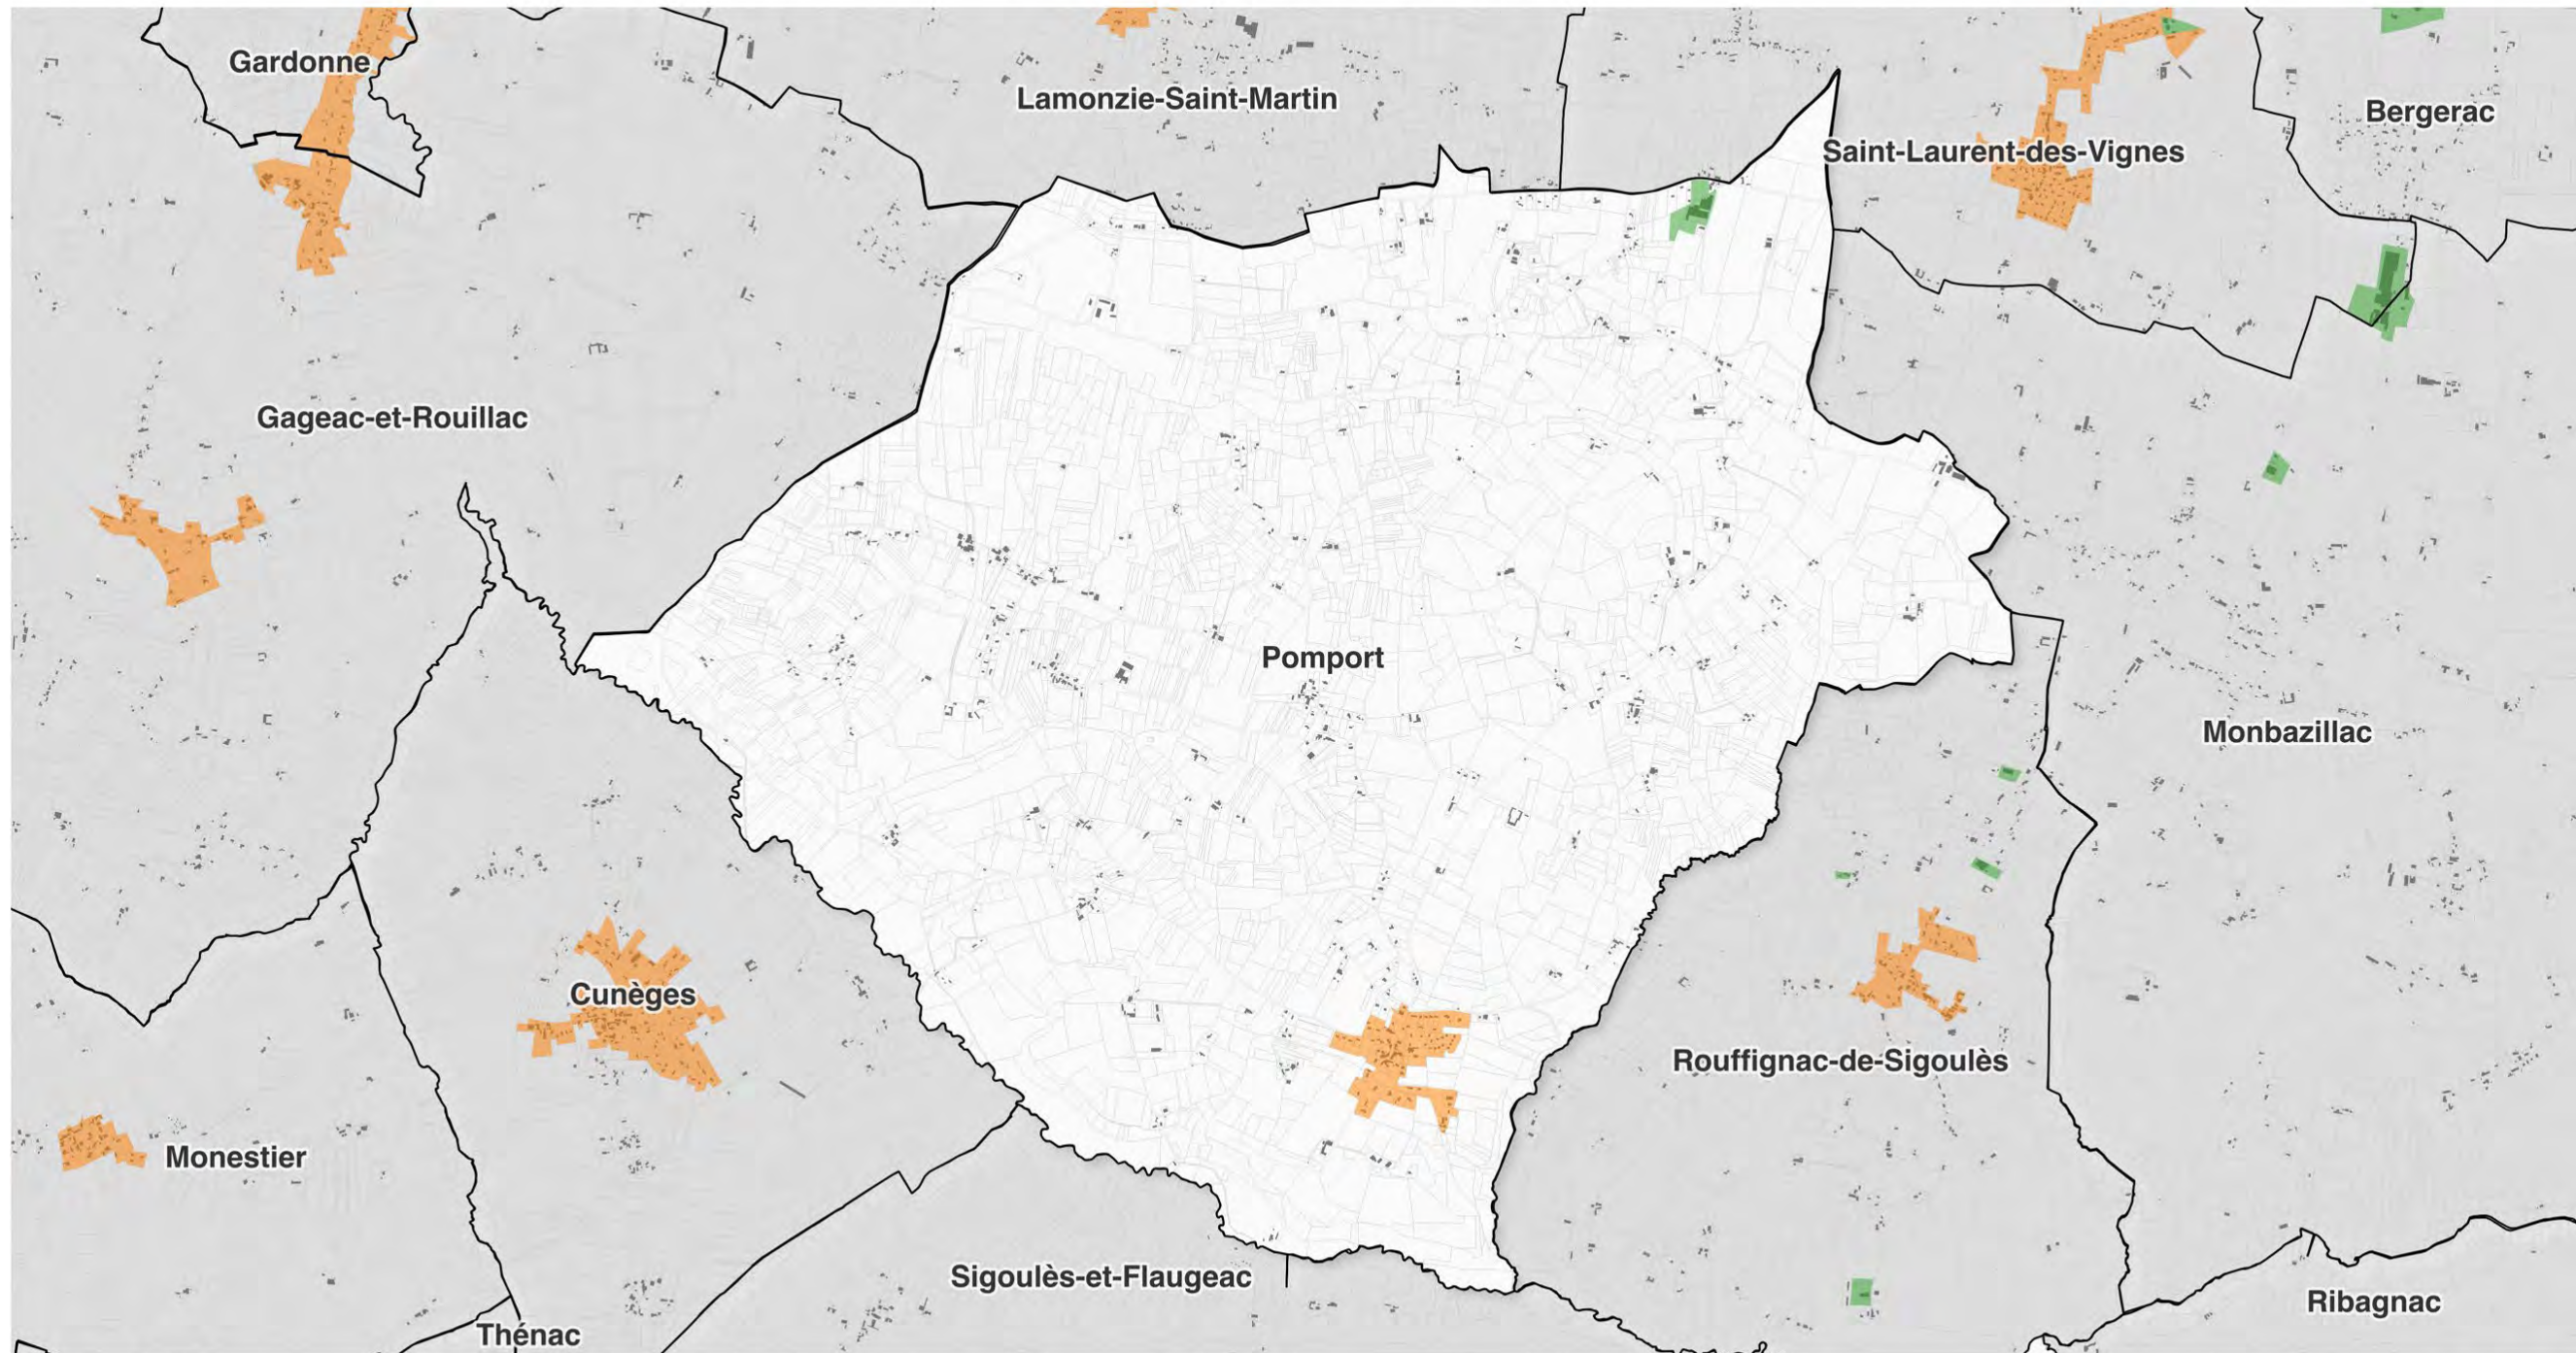 Gardonne
Lamonzie-Saint-Martin
Bergerac
Saint-Laurent-des-Vignes
Gageac-et-Rouillac
Pomport
Monbazillac
Cunèges
Rouffignac-de-Sigoulès
Monestier
Sigoulès-et-Flaugeac
Ribagnac
Thénac